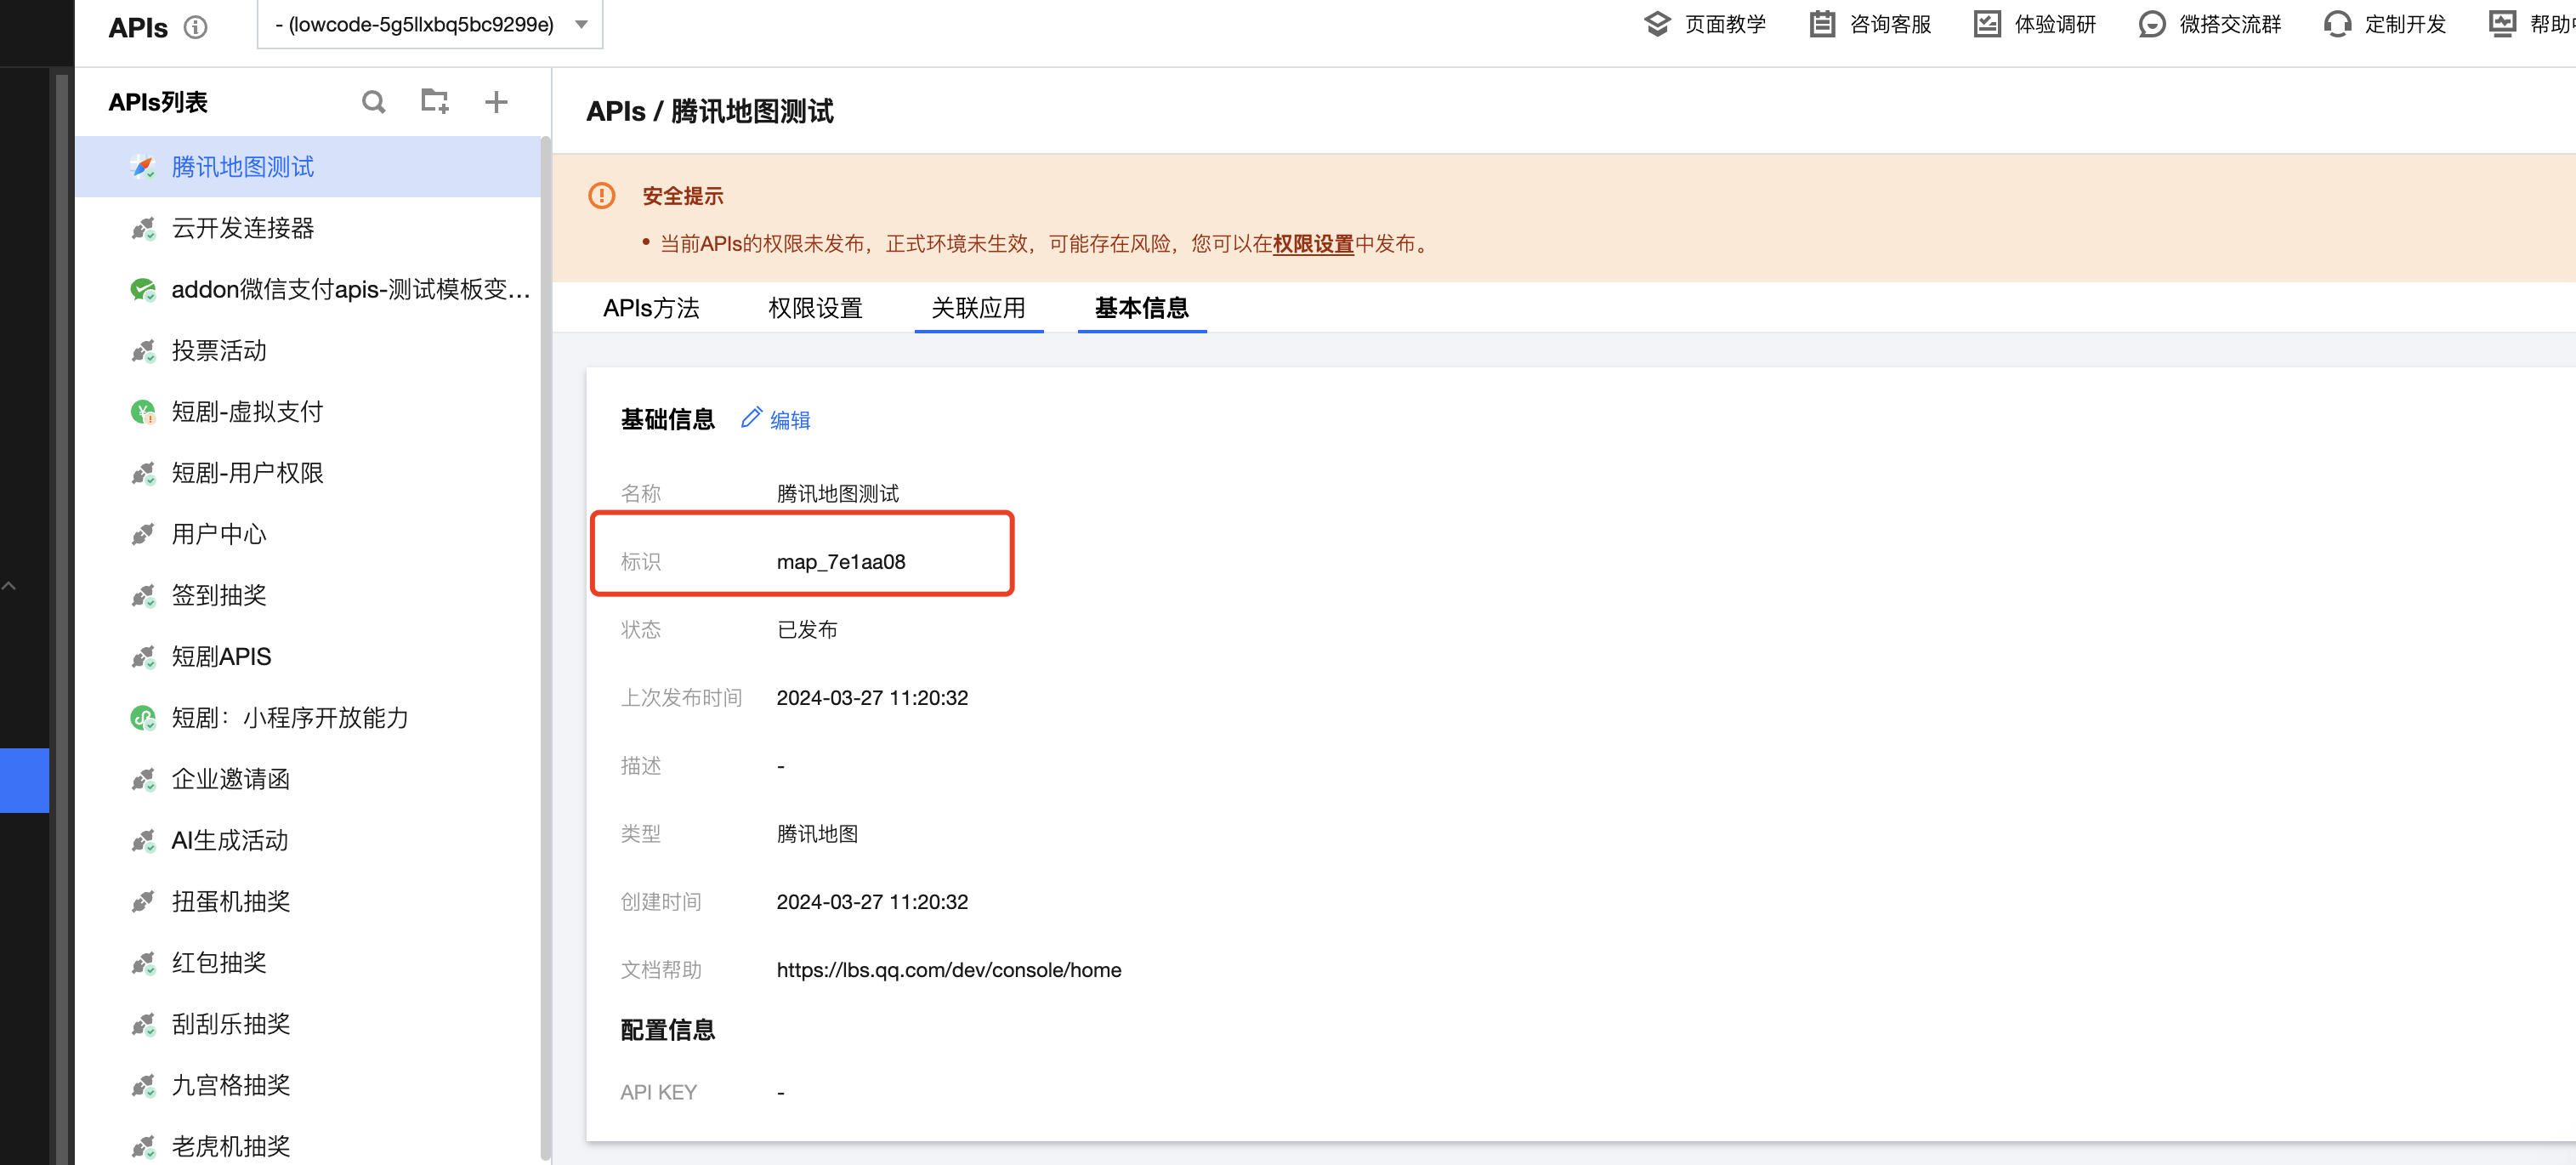 APIs
- (lowcode-5g5llxbq5bc9299e)
页面教学
咨询客服
体验调研
微搭交流群
定制开发
帮助
APIs列表
腾讯地图测试
云开发连接器
addon微信支付apis-测试模板变...
投票活动
短剧-虚拟支付
短剧-用户权限
用户中心
签到抽奖
短剧APIS
短剧：小程序开放能力
企业邀请函
AI生成活动
扭蛋机抽奖
红包抽奖
刮刮乐抽奖
九宫格抽奖
老虎机抽奖
APIs / 腾讯地图测试
安全提示
• 当前APIs的权限未发布，正式环境未生效，可能存在风险，您可以在权限设置中发布。
APIs方法 权限设置 关联应用 基本信息
基础信息 编辑
名称 腾讯地图测试
标识 map_7e1aa08
状态 已发布
上次发布时间 2024-03-27 11:20:32
描述 -
类型 腾讯地图
创建时间 2024-03-27 11:20:32
文档帮助 https://lbs.qq.com/dev/console/home
配置信息
API KEY -